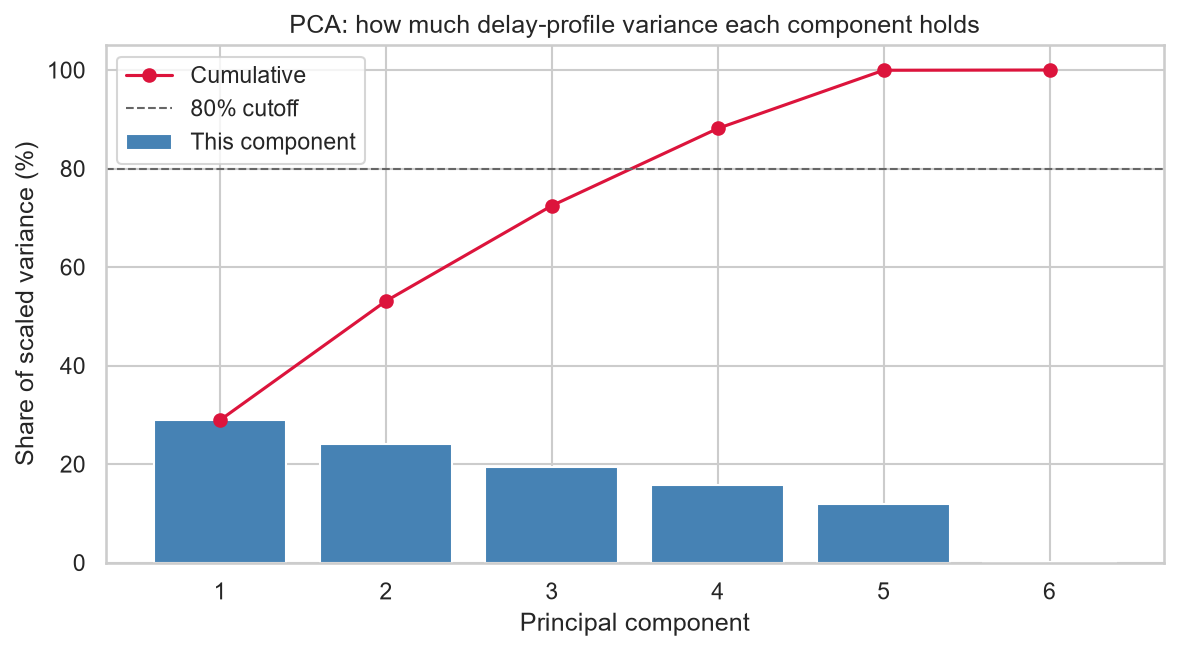 PCA: how much delay-profile variance each component holds
Cumulative
80% cutoff
This component
Share of scaled variance (%)
100
80
60
40
20
0
1 2 3 4 5 6
Principal component